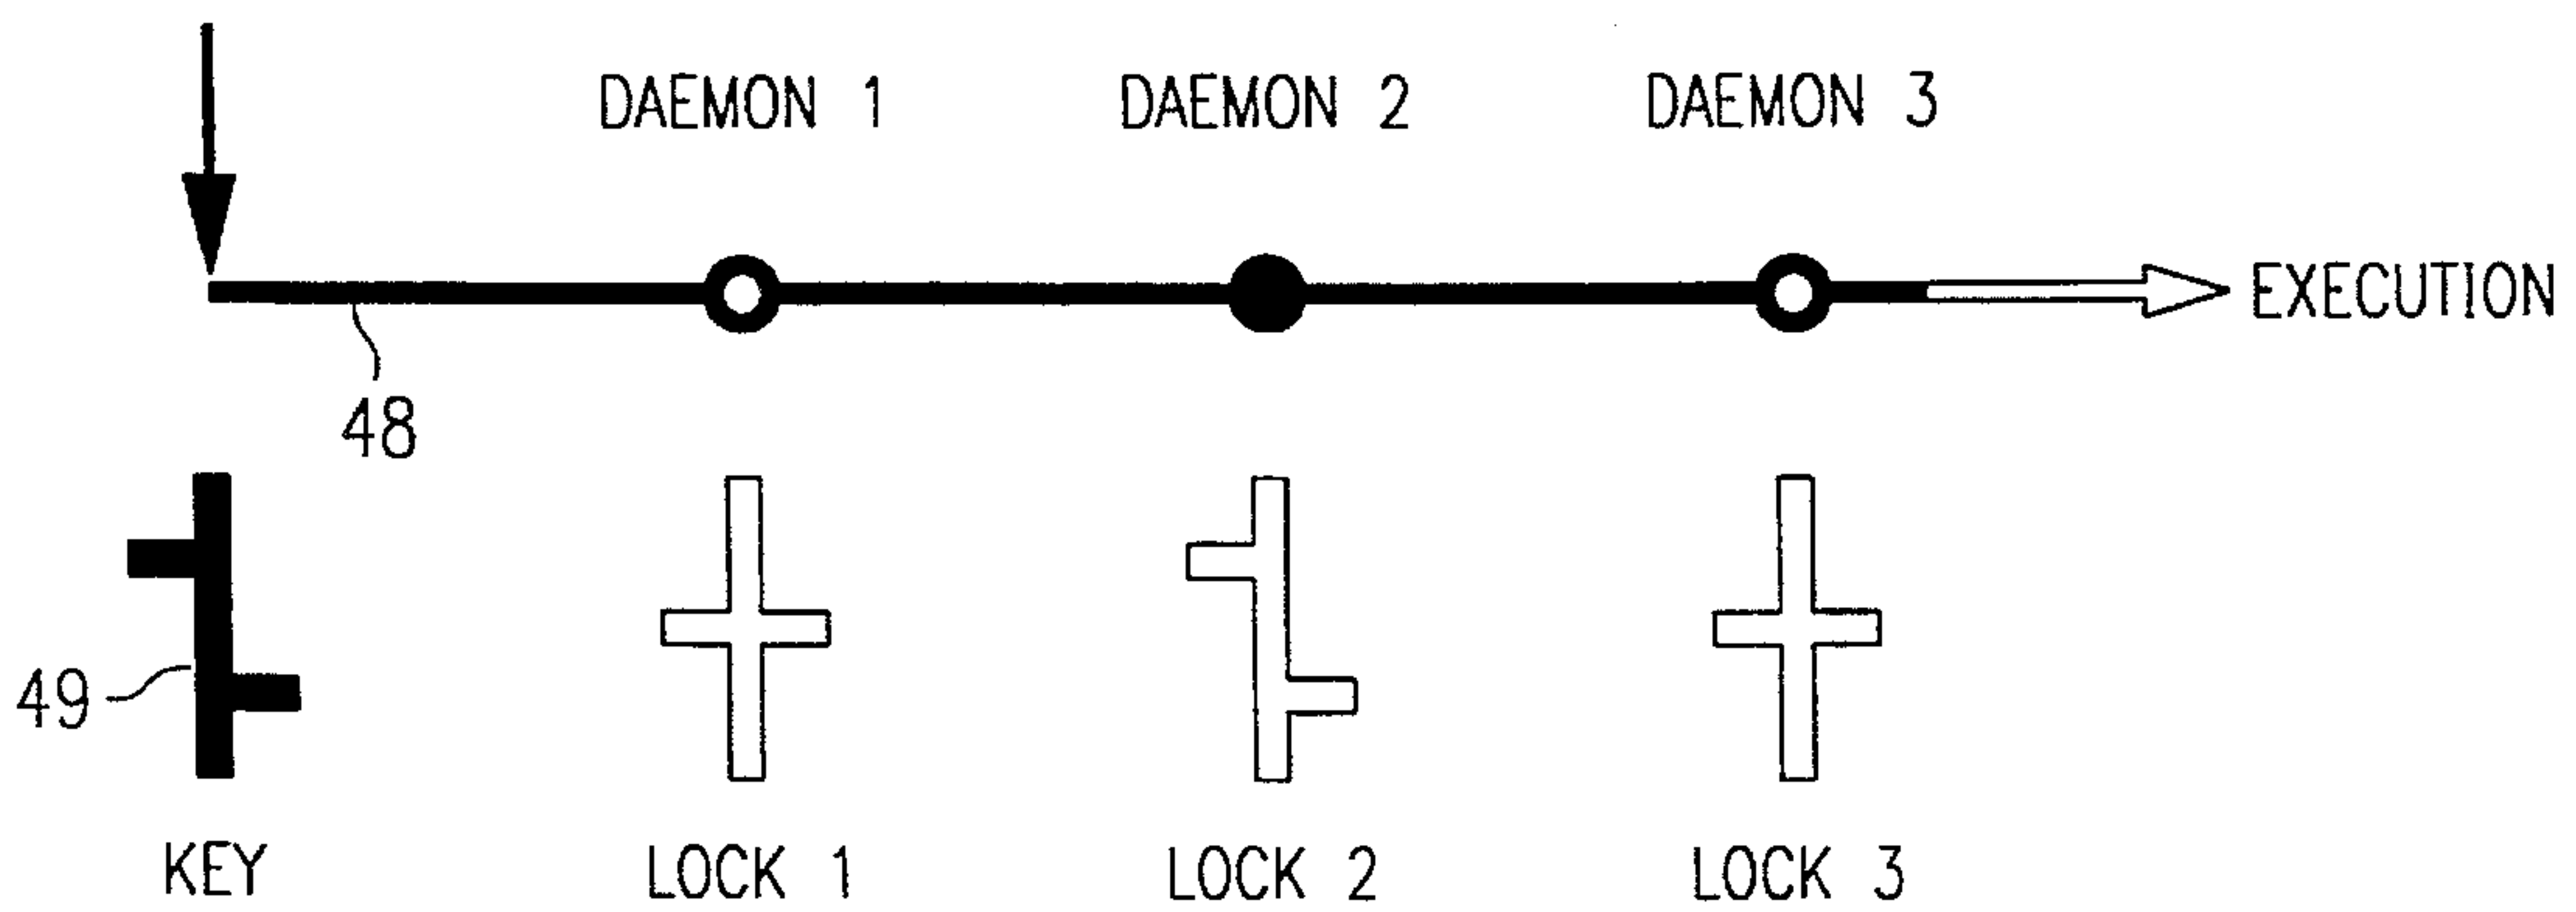 DAEMON 1 DAEMON 2 DAEMON 3
EXECUTION
48
49
KEY LOCK 1 LOCK 2 LOCK 3